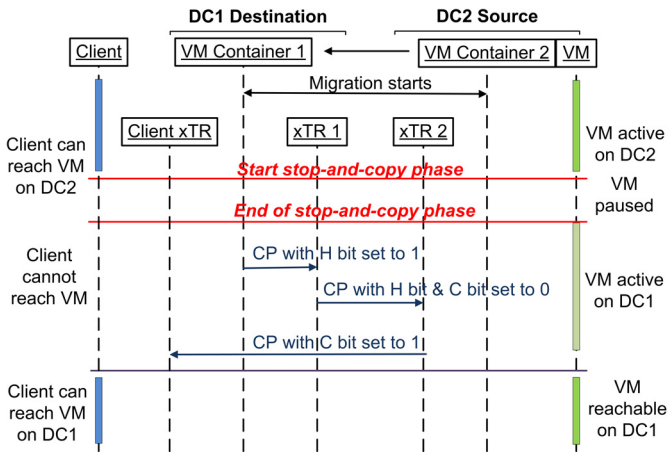 DC1 Destination
DC2 Source
Client
VM Container 1
VM Container 2
VM
Migration starts
Client xTR
xTR 1
xTR 2
Client can
reach VM
on DC2
VM active
on DC2
Start stop-and-copy phase
VM
paused
End of stop-and-copy phase
Client
cannot
reach VM
CP with H bit set to 1
CP with H bit & C bit set to 0
VM active
on DC1
CP with C bit set to 1
Client can
reach VM
on DC1
VM
reachable
on DC1